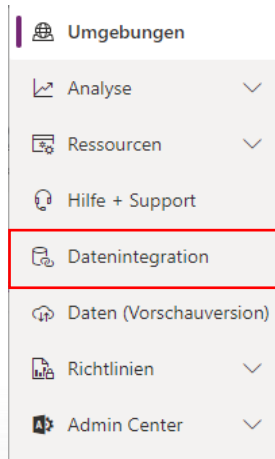 Umgebungen
Analyse
Ressourcen
Hilfe + Support
Datenintegration
Daten (Vorschauversion)
Richtlinien
Admin Center